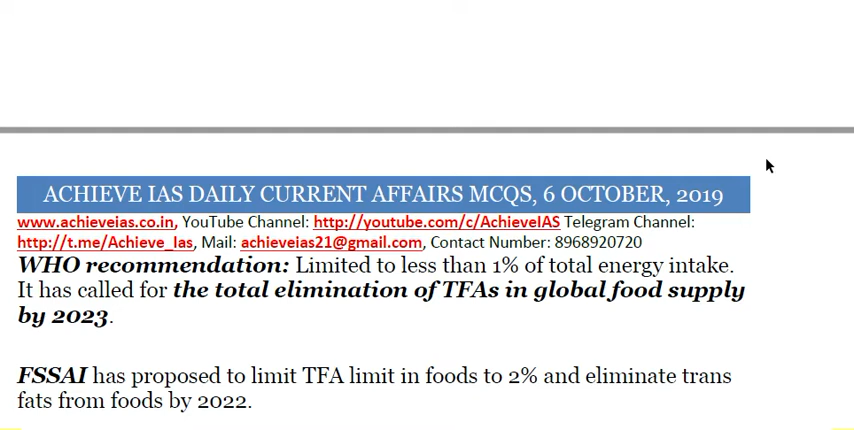 ACHIEVE IAS DAILY CURRENT AFFAIRS MCQS, 6 OCTOBER, 2019
www.achieveias.co.in, YouTube Channel: http://youtube.com/c/AchieveIAS Telegram Channel:
http://t.me/Achieve_Ias, Mail: achieveias21@gmail.com, Contact Number: 8968920720
WHO recommendation: Limited to less than 1% of total energy intake.
It has called for the total elimination of TFAs in global food supply
by 2023.
FSSAI has proposed to limit TFA limit in foods to 2% and eliminate trans
fats from foods by 2022.